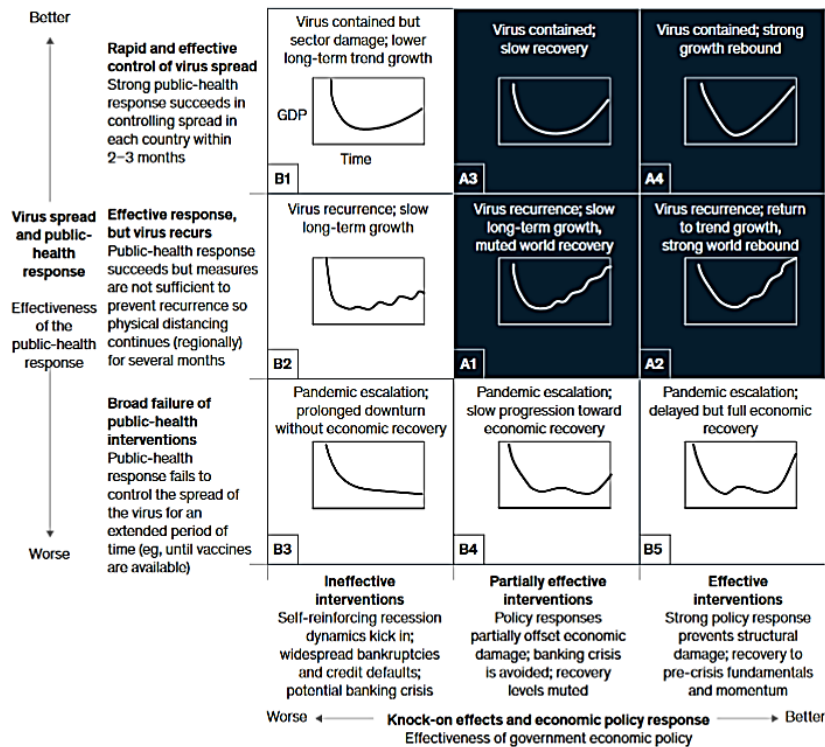 Better
Rapid and effective
control of virus spread
Strong public-health
response succeeds in
controlling spread in
each country within
2–3 months
Virus contained but
sector damage; lower
long-term trend growth
GDP
Time
B1
Virus contained;
slow recovery
A3
Virus contained; strong
growth rebound
A4
Virus spread
and public-
health
response
Effectiveness
of the
public-health
response
Effective response,
but virus recurs
Public-health response
succeeds but measures
are not sufficient to
prevent recurrence so
physical distancing
continues (regionally)
for several months
Virus recurrence; slow
long-term growth
B2
Virus recurrence; slow
long-term growth,
muted world recovery
A1
Virus recurrence; return
to trend growth,
strong world rebound
A2
Broad failure of
public-health
interventions
Public-health
response fails to
control the spread of
the virus for an
extended period of
time (eg, until vaccines
are available)
Worse
Pandemic escalation;
prolonged downturn
without economic recovery
B3
Pandemic escalation;
slow progression toward
economic recovery
B4
Pandemic escalation;
delayed but full economic
recovery
B5
Ineffective
interventions
Self-reinforcing recession
dynamics kick in;
widespread bankruptcies
and credit defaults;
potential banking crisis
Partially effective
interventions
Policy responses
partially offset economic
damage; banking crisis
is avoided; recovery
levels muted
Effective
interventions
Strong policy response
prevents structural
damage; recovery to
pre-crisis fundamentals
and momentum
Worse
Knock-on effects and economic policy response
Better
Effectiveness of government economic policy